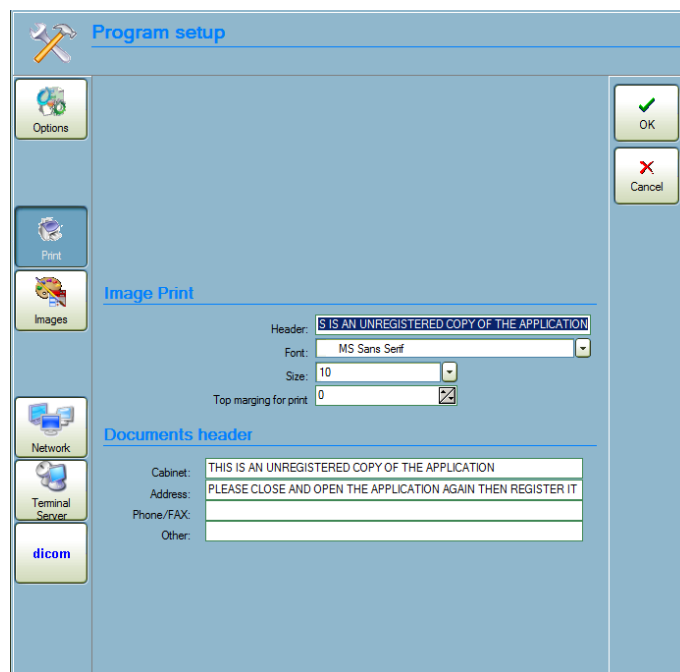 Program setup
Options
OK
Cancel
Print
Image Print
Images
Header: S IS AN UNREGISTERED COPY OF THE APPLICATION
Font: MS Sans Serif
Size: 10
Top marging for print 0
Documents header
Network
Cabinet: THIS IS AN UNREGISTERED COPY OF THE APPLICATION
Address: PLEASE CLOSE AND OPEN THE APPLICATION AGAIN THEN REGISTER IT
Terminal
Server
Phone/FAX:
Other:
dicom